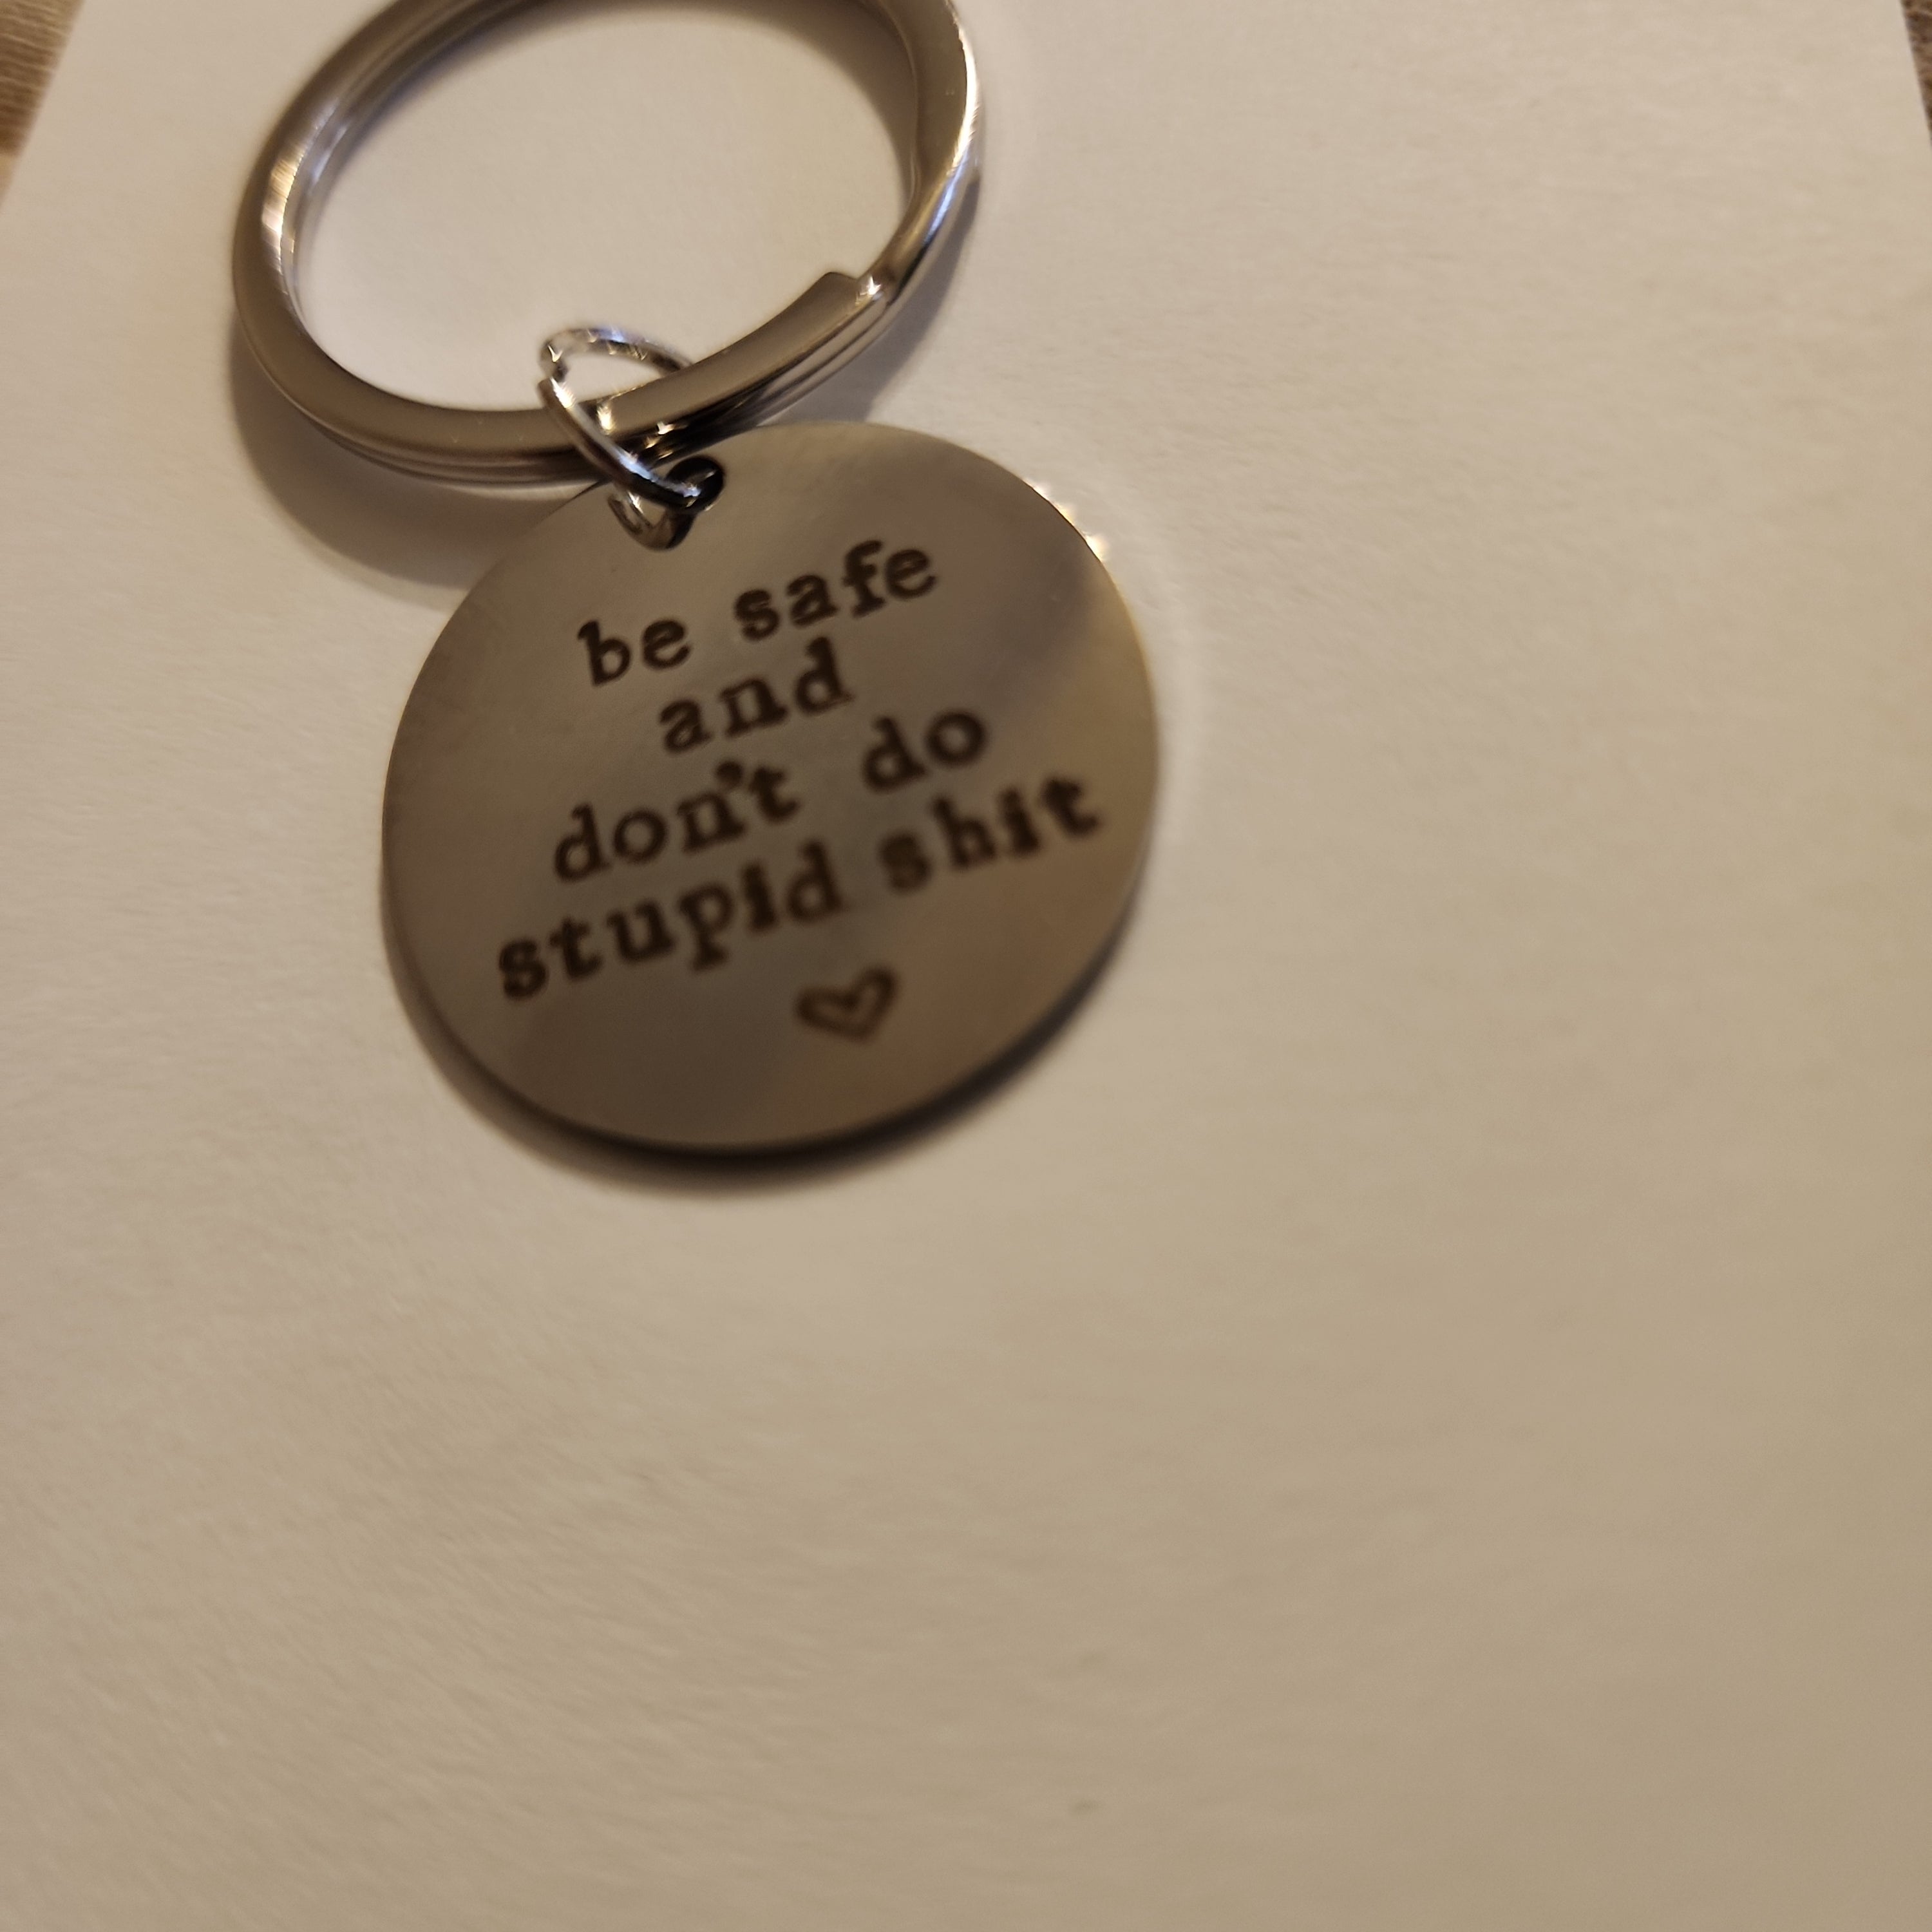 be safe
and
don't do
stupid shit